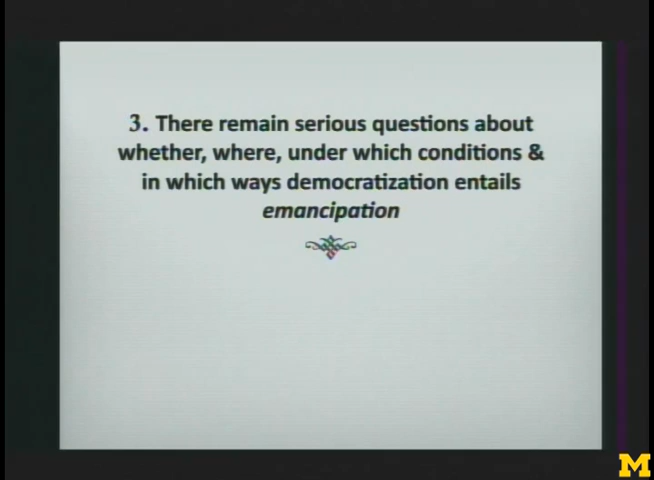 3. There remain serious questions about
whether, where, under which conditions &
in which ways democratization entails
emancipation
M